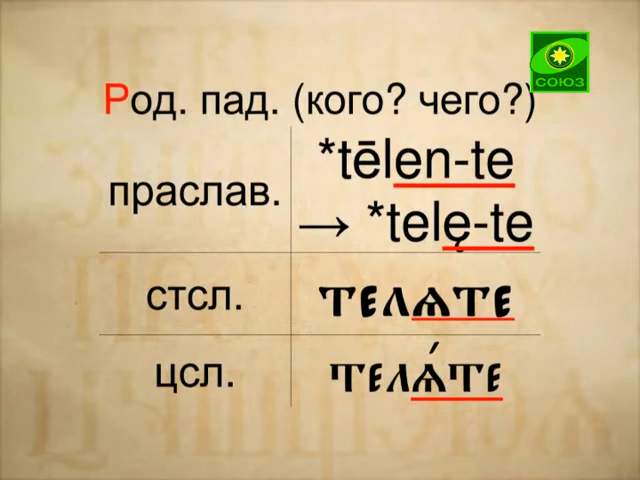 СОЮЗ
Род. пад. (кого? чего?)
праслав.
*tēlen-te
→ *telę-te
стсл.
телѧте
цсл.
телѧ́те